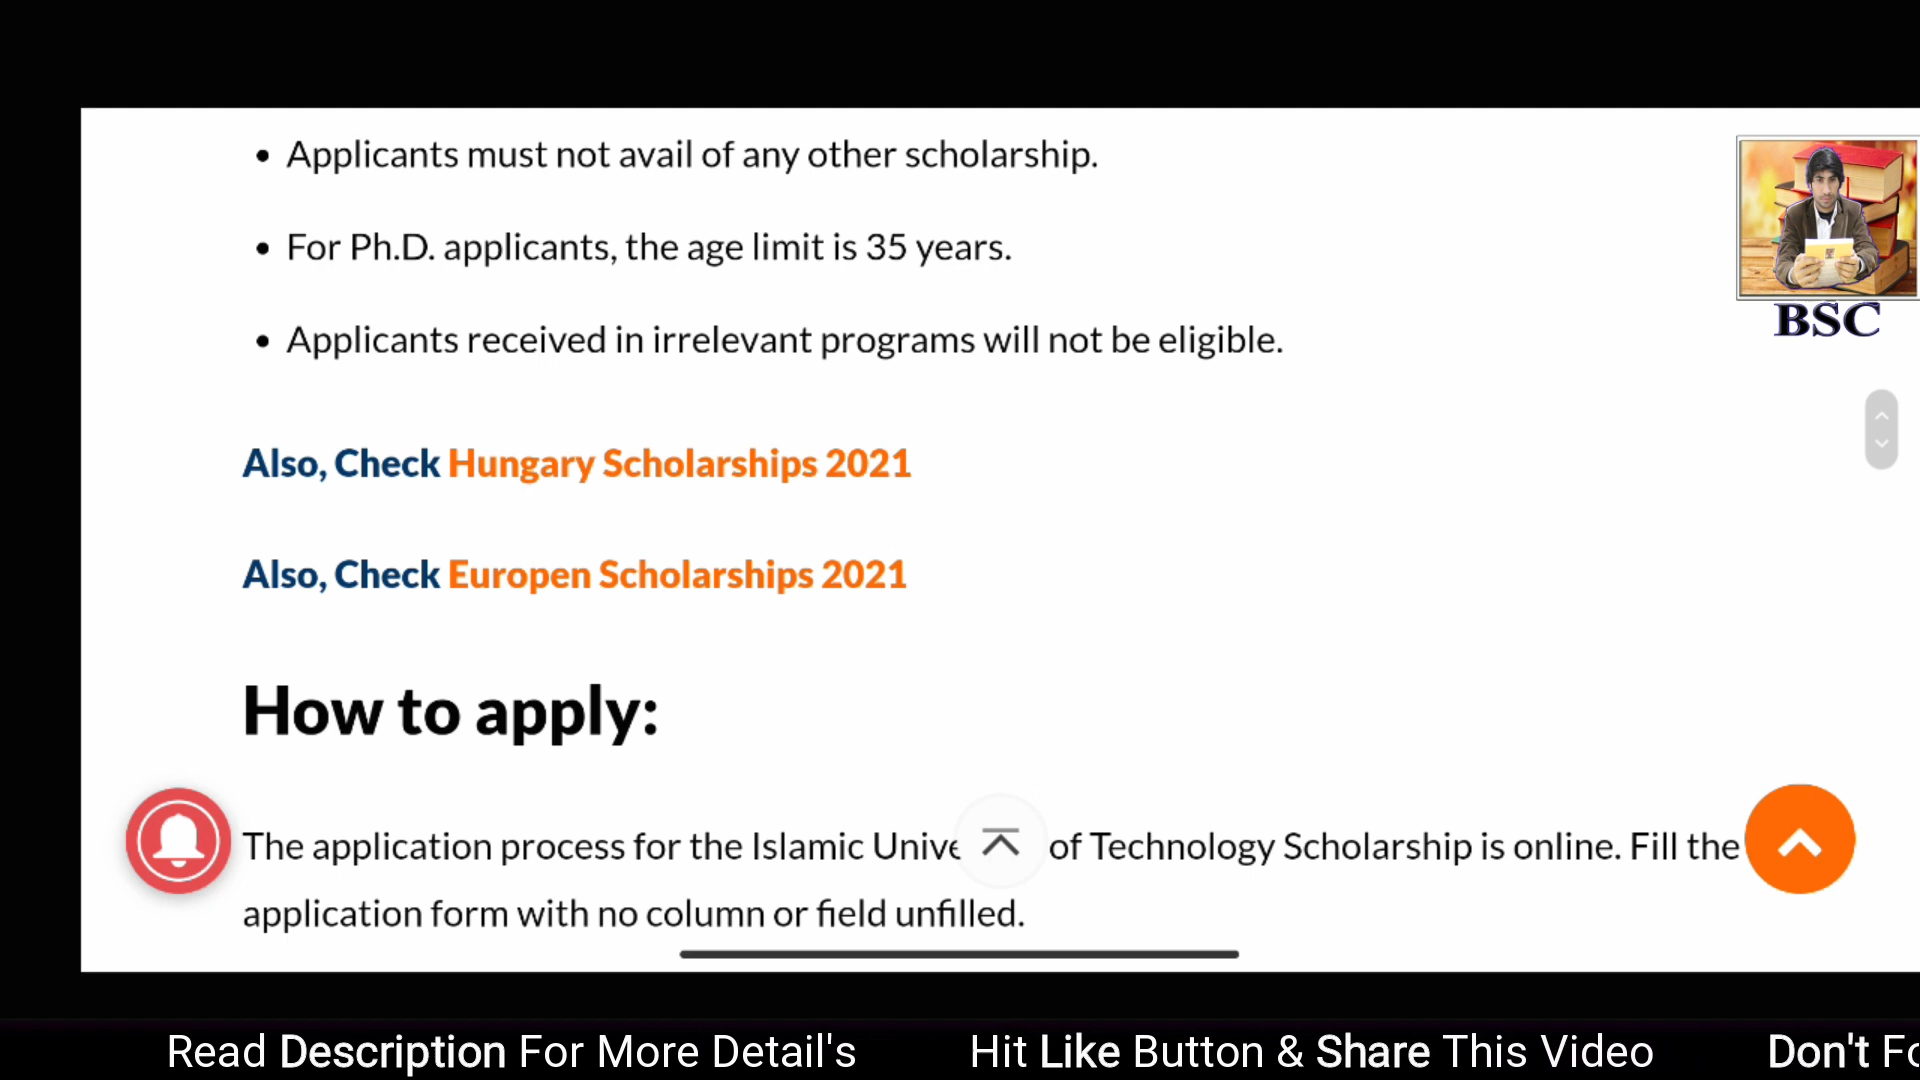 Applicants must not avail of any other scholarship.
For Ph.D. applicants, the age limit is 35 years.
Applicants received in irrelevant programs will not be eligible.
BSC
Also, Check Hungary Scholarships 2021
Also, Check Europen Scholarships 2021
How to apply:
The application process for the Islamic of Technology Scholarship is online. Fill the
application form with no column or field unfilled.
Read Description For More Detail's Hit Like Button & Share This Video Don't